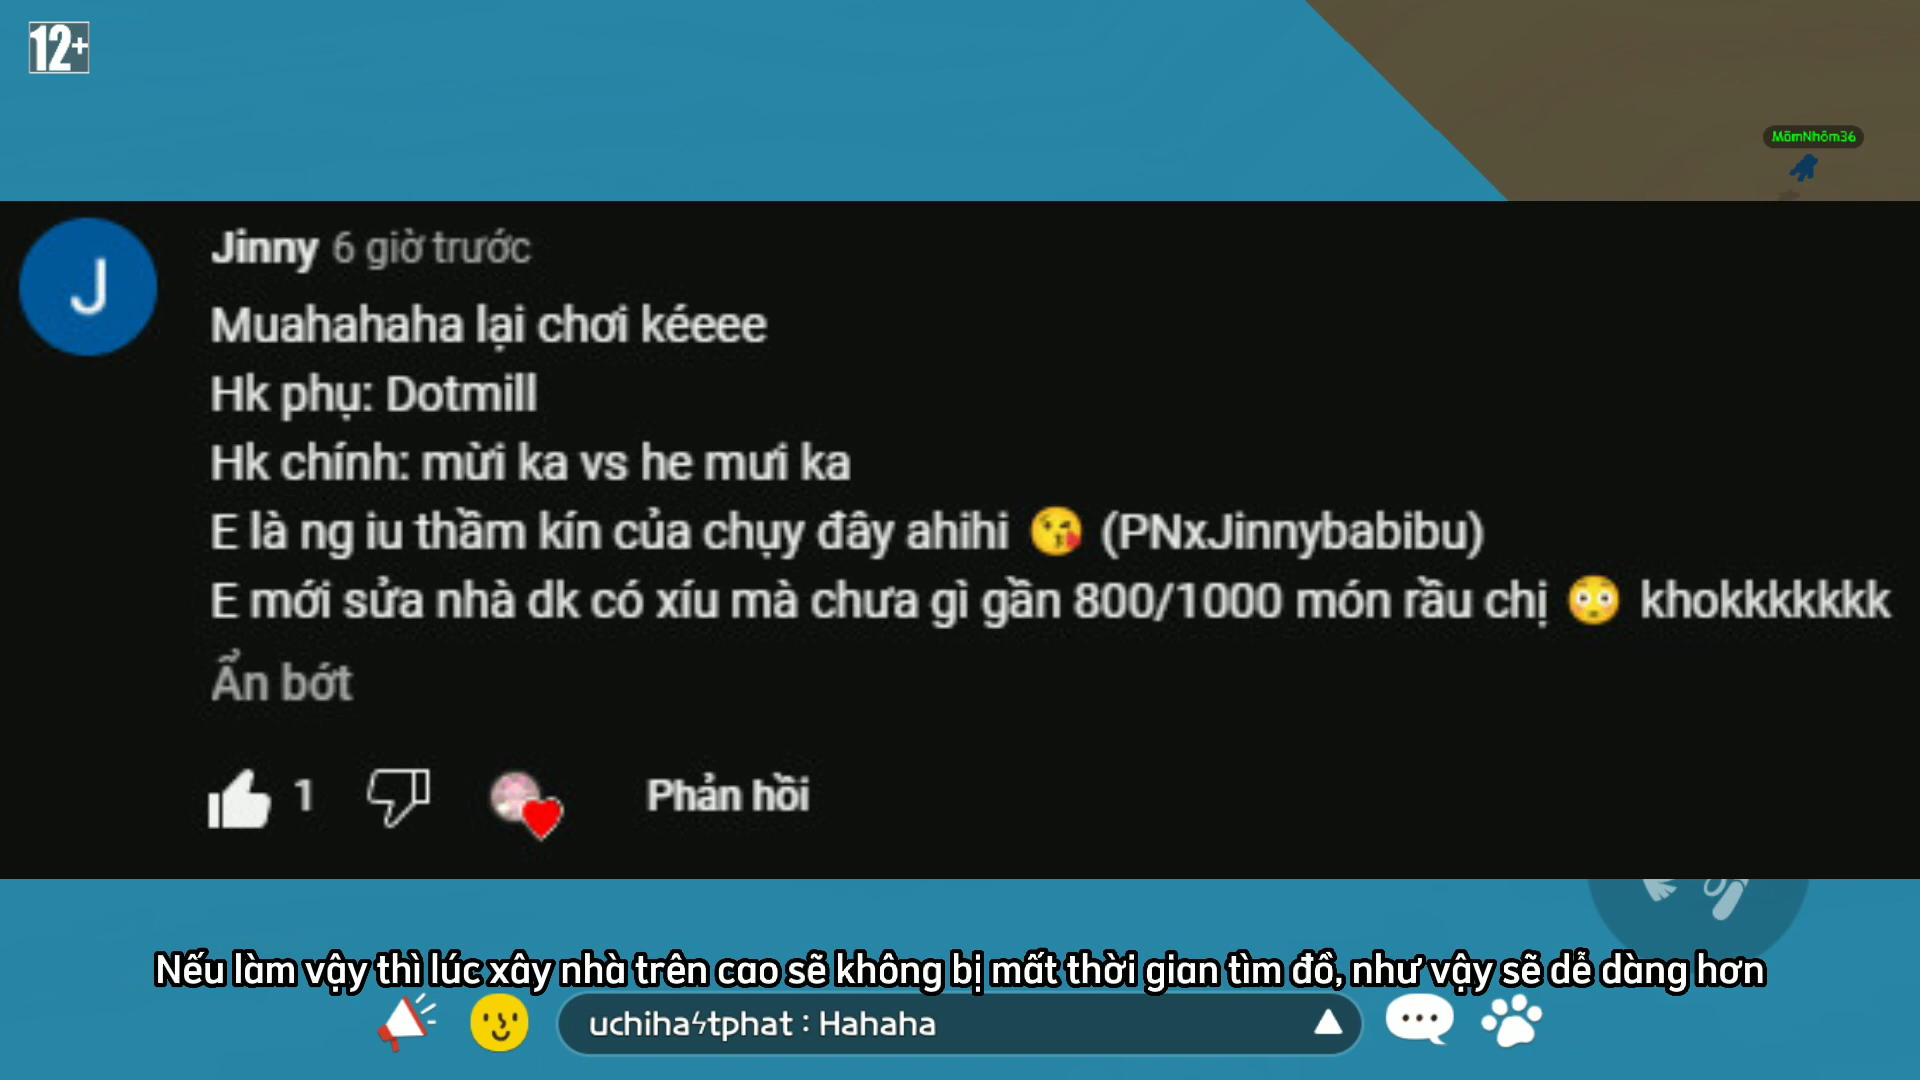 12+
MõmNhôm36
J
Jinny 6 giờ trước
Muahahaha lại chơi kéeee
Hk phụ: Dotmill
Hk chính: mừi ka vs he mưi ka
E là ng iu thầm kín của chụy đây ahihi 😘 (PNxJinnybabibu)
E mới sửa nhà dk có xíu mà chưa gì gần 800/1000 món rầu chị 😳 khokkkkkkk
Ẩn bớt
1
Phản hồi
Nếu làm vậy thì lúc xây nhà trên cao sẽ không bị mất thời gian tìm đồ, như vậy sẽ dễ dàng hơn
uchihaϟtphat : Hahaha